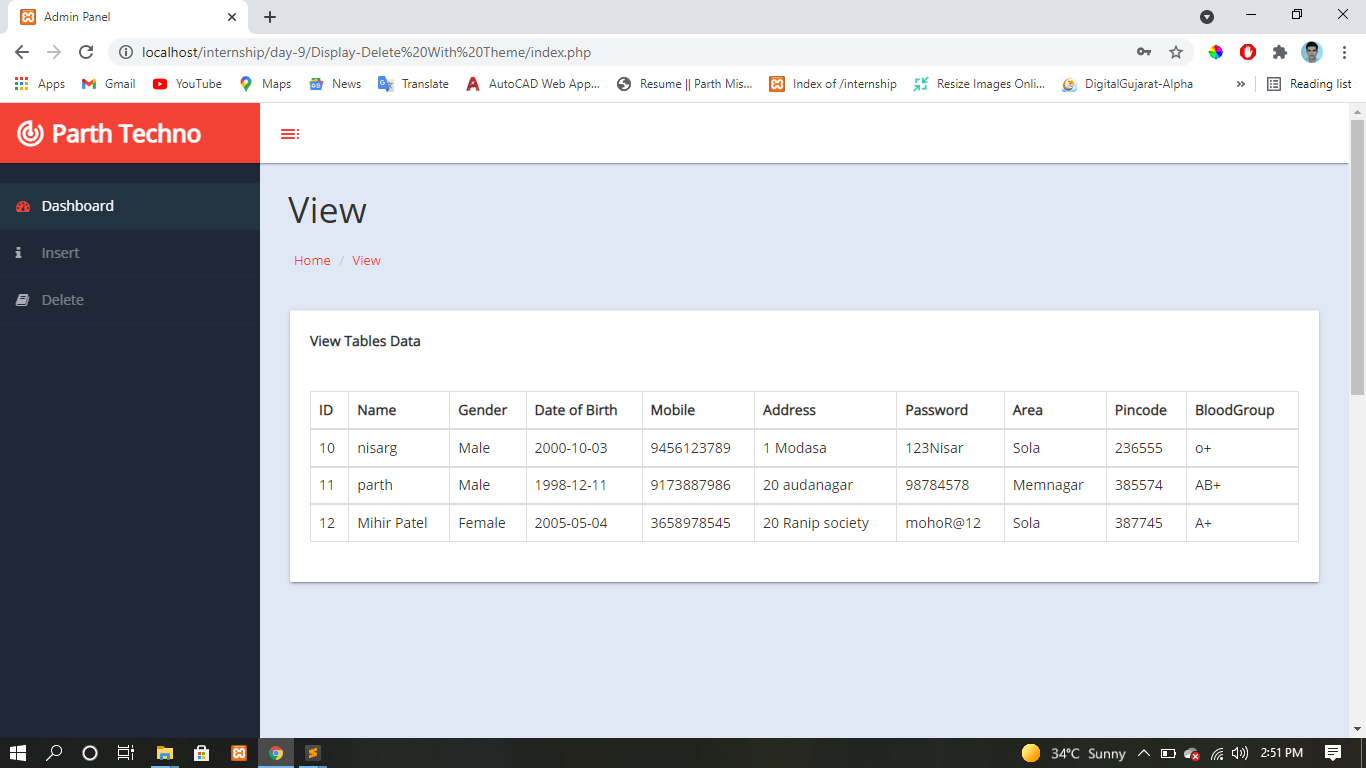 Admin Panel
localhost/internship/day-9/Display-Delete%20With%20Theme/index.php
Apps Gmail YouTube Maps News Translate AutoCAD Web App... Resume || Parth Mis... Index of /internship Resize Images Onli... DigitalGujarat-Alpha » Reading list
Parth Techno
Dashboard
Insert
Delete
View
Home / View
View Tables Data
ID Name Gender Date of Birth Mobile Address Password Area Pincode BloodGroup
10 nisarg Male 2000-10-03 9456123789 1 Modasa 123Nisar Sola 236555 o+
11 parth Male 1998-12-11 9173887986 20 audanagar 98784578 Memnagar 385574 AB+
12 Mihir Patel Female 2005-05-04 3658978545 20 Ranip society mohoR@12 Sola 387745 A+
34°C Sunny 2:51 PM